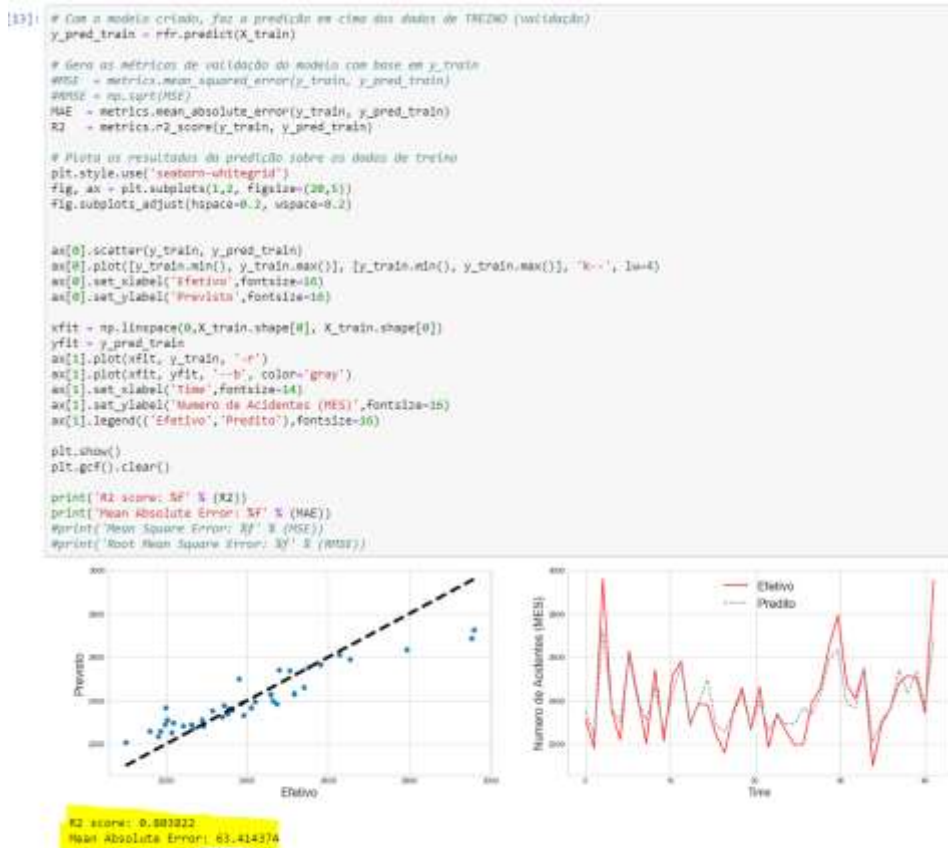 [13]: # Com o modelo criado, faz a predição em cima dos dados de TREINO (validação)
y_pred_train = rfr.predict(X_train)
# Gera as métricas de validação do modelo com base em y_train
#MSE = metrics.mean_squared_error(y_train, y_pred_train)
#RMSE = np.sqrt(MSE)
MAE = metrics.mean_absolute_error(y_train, y_pred_train)
R2 = metrics.r2_score(y_train, y_pred_train)
# Plota os resultados da predição sobre os dados de treino
plt.style.use('seaborn-whitegrid')
fig, ax = plt.subplots(1,2, figsize=(20,5))
fig.subplots_adjust(hspace=0.2, wspace=0.2)
ax[0].scatter(y_train, y_pred_train)
ax[0].plot([y_train.min(), y_train.max()], [y_train.min(), y_train.max()], 'k--', lw=4)
ax[0].set_xlabel('Efetivo',fontsize=16)
ax[0].set_ylabel('Previsto',fontsize=16)
xfit = np.linspace(0,X_train.shape[0], X_train.shape[0])
yfit = y_pred_train
ax[1].plot(xfit, y_train, '-r')
ax[1].plot(xfit, yfit, '--b', color='gray')
ax[1].set_xlabel('Time',fontsize=14)
ax[1].set_ylabel('Numero de Acidentes (MES)',fontsize=16)
ax[1].legend(('Efetivo','Predito'),fontsize=16)
plt.show()
plt.gcf().clear()
print('R2 score: %f' % (R2))
print('Mean Absolute Error: %f' % (MAE))
#print('Mean Square Error: %f' % (MSE))
#print('Root Mean Square Error: %f' % (RMSE))
Previsto
Efetivo
Numero de Acidentes (MES)
Efetivo
Predito
Time
R2 score:
Mean Absolute Error: 63.414374